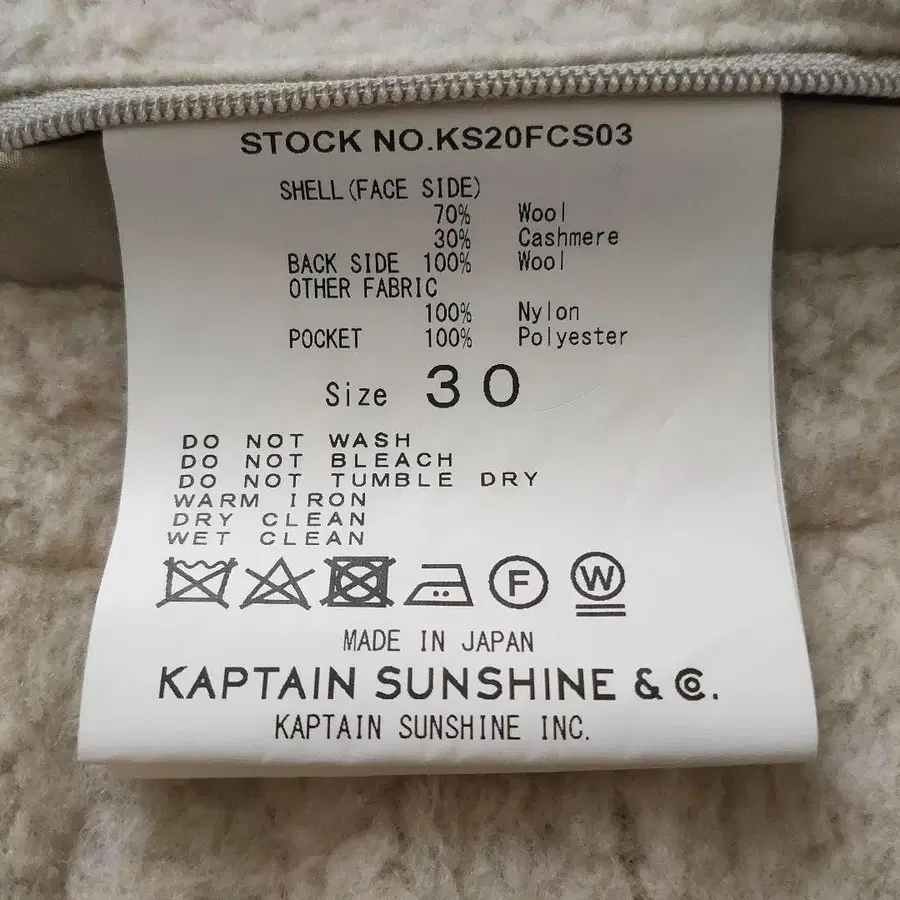 STOCK NO.KS20FCS03
SHELL(FACE SIDE)
70% Wool
30% Cashmere
BACK SIDE 100% Wool
OTHER FABRIC
100% Nylon
POCKET 100% Polyester
Size 30
DO NOT WASH
DO NOT BLEACH
DO NOT TUMBLE DRY
WARM IRON
DRY CLEAN
WET CLEAN
F W
MADE IN JAPAN
KAPTAIN SUNSHINE & CO.
KAPTAIN SUNSHINE INC.